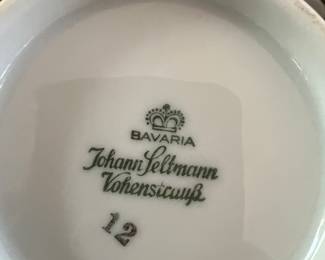 BAVARIA
Johann Seltmann
Vohenstrauß
12